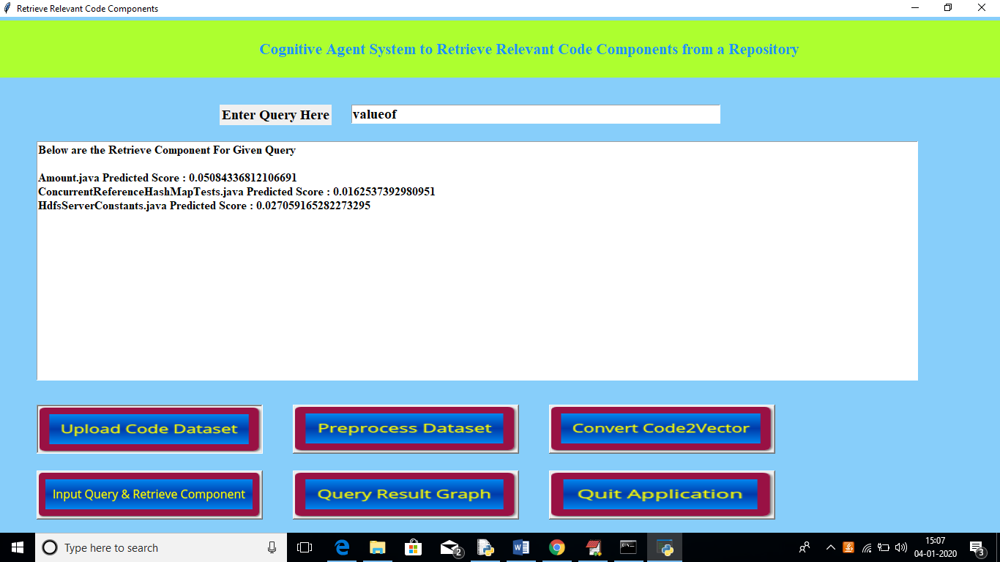 Retrieve Relevant Code Components
Cognitive Agent System to Retrieve Relevant Code Components from a Repository
Enter Query Here
valueof
Below are the Retrieve Component For Given Query
Amount.java Predicted Score : 0.05084336812106691
ConcurrentReferenceHashMapTests.java Predicted Score : 0.0162537392980951
HdfsServerConstants.java Predicted Score : 0.027059165282273295
Upload Code Dataset
Preprocess Dataset
Convert Code2Vector
Input Query & Retrieve Component
Query Result Graph
Quit Application
Type here to search
2
15:07
04-01-2020
3